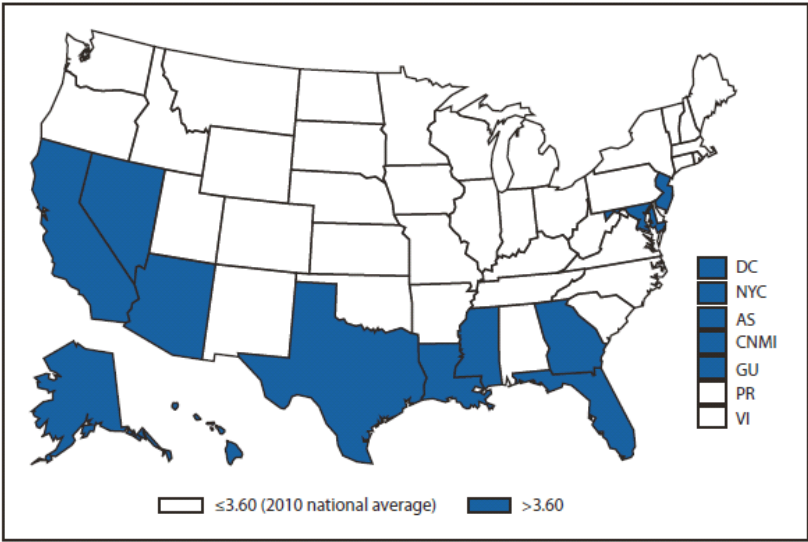 DC
NYC
AS
CNMI
GU
PR
VI
≤3.60 (2010 national average) >3.60